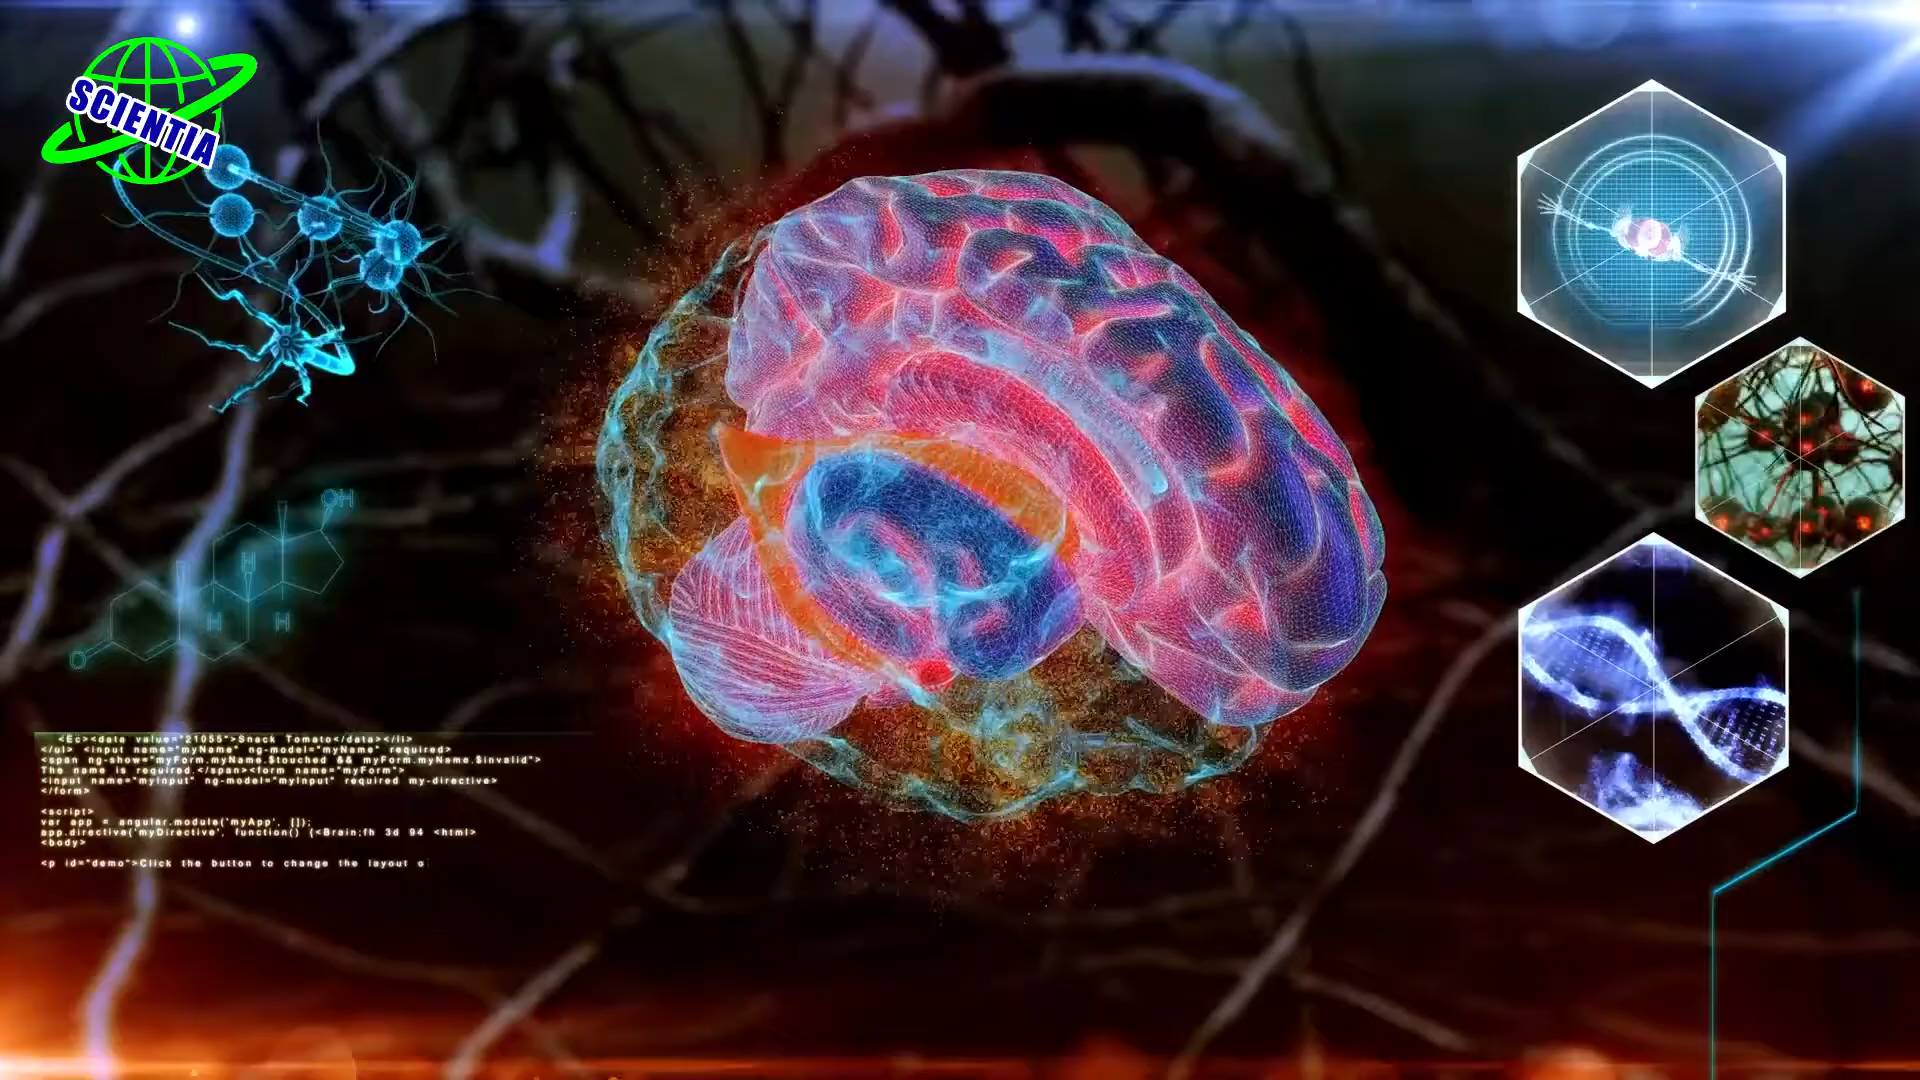 SCIENTIA
OH
H
H
H
O
<Ec><data value="21055">Snack Tomato</data></li>
</ul> <input name="myName" ng-model="myName" required>
<span ng-show="myForm.myName.$touched && myForm.myName.$invalid">
The name is required.</span><form name="myForm">
<input name="myInput" ng-model="myInput" required my-directive>
</form>
<script>
var app = angular.module('myApp', []);
app.directive('myDirective', function() {<Brain;fh 3d 94 <html>
<body>
<p id="demo">Click the button to change the layout o